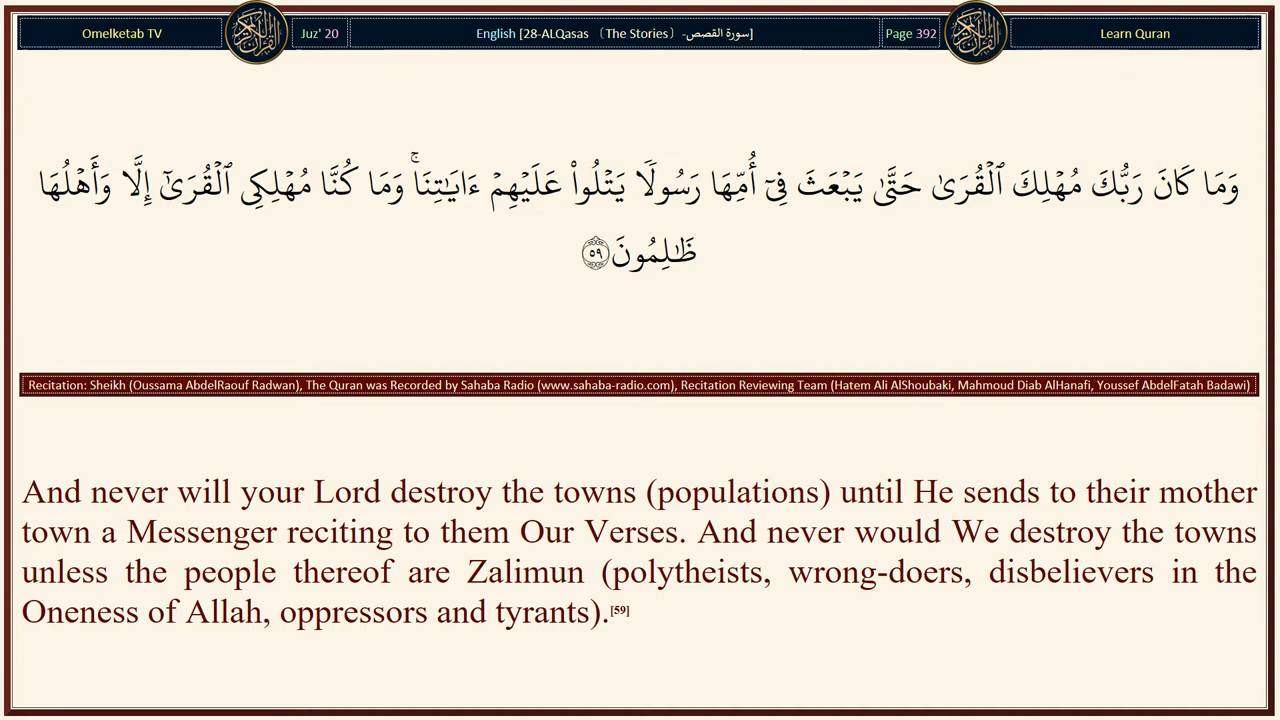 Omelketab TV
Juz' 20
English [28-ALQasas （The Stories）-سورة القصص]
Page 392
Learn Quran
وَمَا كَانَ رَبُّكَ مُهۡلِكَ ٱلۡقُرَىٰ حَتَّىٰ يَبۡعَثَ فِيٓ أُمِّهَا رَسُولٗا يَتۡلُواْ عَلَيۡهِمۡ ءَايَٰتِنَاۚ وَمَا كُنَّا مُهۡلِكِي ٱلۡقُرَىٰٓ إِلَّا وَأَهۡلُهَا
ظَٰلِمُونَ ٥٩
Recitation: Sheikh (Oussama AbdelRaouf Radwan), The Quran was Recorded by Sahaba Radio (www.sahaba-radio.com), Recitation Reviewing Team (Hatem Ali AlShoubaki, Mahmoud Diab AlHanafi, Youssef AbdelFatah Badawi)
And never will your Lord destroy the towns (populations) until He sends to their mother
town a Messenger reciting to them Our Verses. And never would We destroy the towns
unless the people thereof are Zalimun (polytheists, wrong-doers, disbelievers in the
Oneness of Allah, oppressors and tyrants).[59]